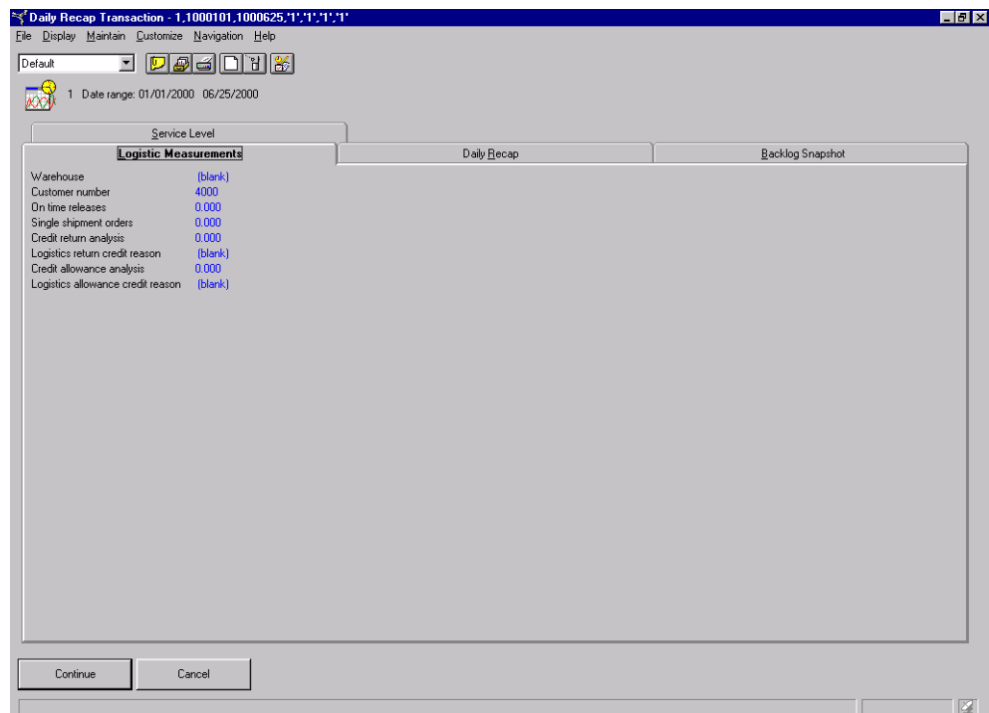 Daily Recap Transaction - 1,1000101,1000625,'1','1','1','1'
File Display Maintain Customize Navigation Help
Default
1 Date range: 01/01/2000 06/25/2000
Service Level
Logistic Measurements Daily Recap Backlog Snapshot
Warehouse (blank)
Customer number 4000
On time releases 0.000
Single shipment orders 0.000
Credit return analysis 0.000
Logistics return credit reason (blank)
Credit allowance analysis 0.000
Logistics allowance credit reason (blank)
Continue Cancel